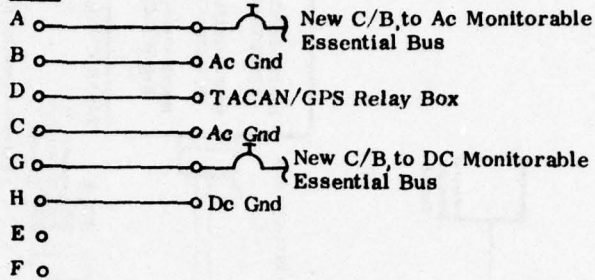 A New C/B, to Ac Monitorable
Essential Bus
B Ac Gnd
D TACAN/GPS Relay Box
C Ac Gnd
G New C/B, to DC Monitorable
Essential Bus
H Dc Gnd
E
F